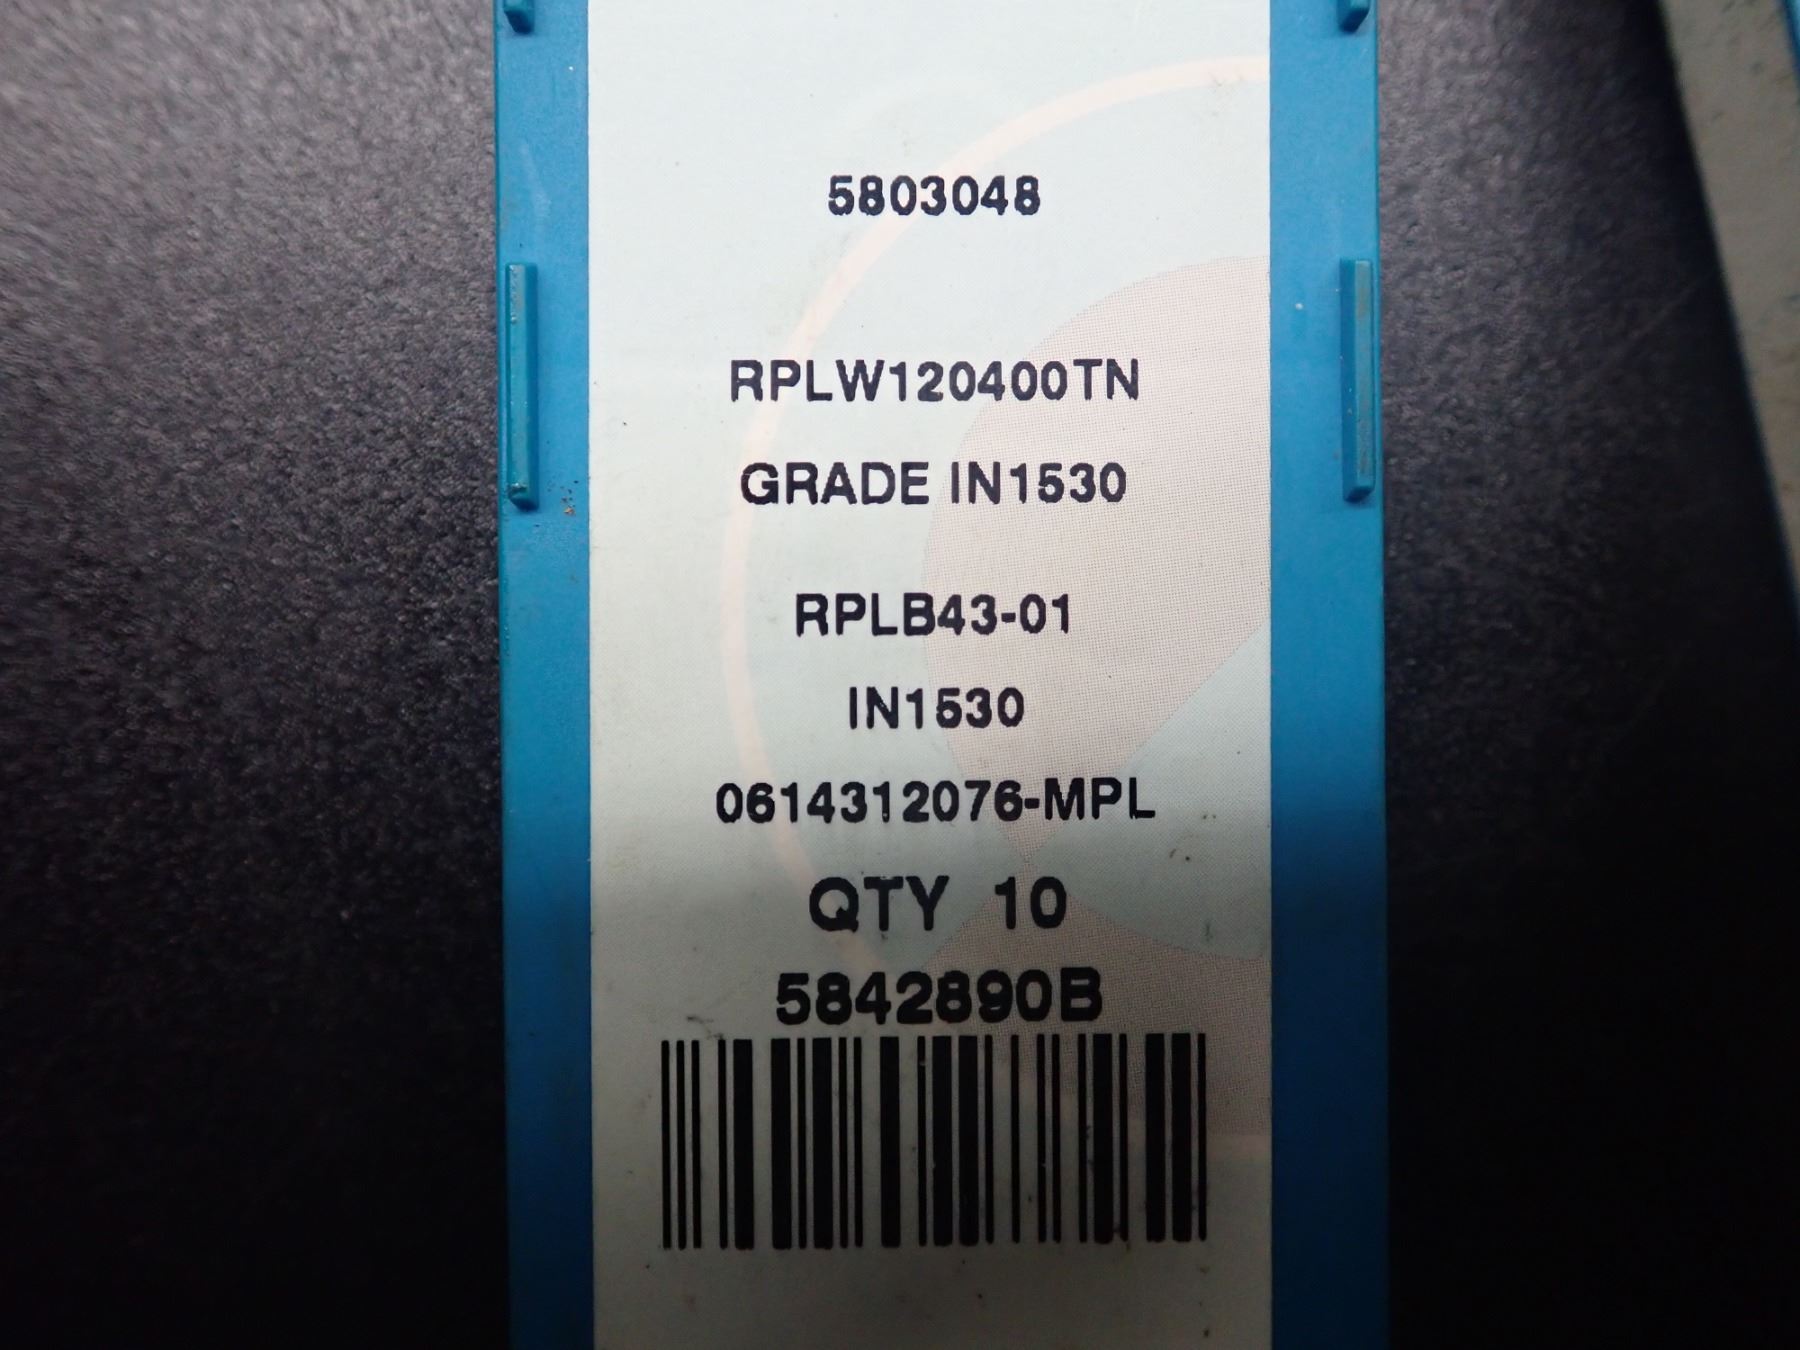 5803048
RPLW120400TN
GRADE IN1530
RPLB43-01
IN1530
0614312076-MPL
QTY 10
5842890B